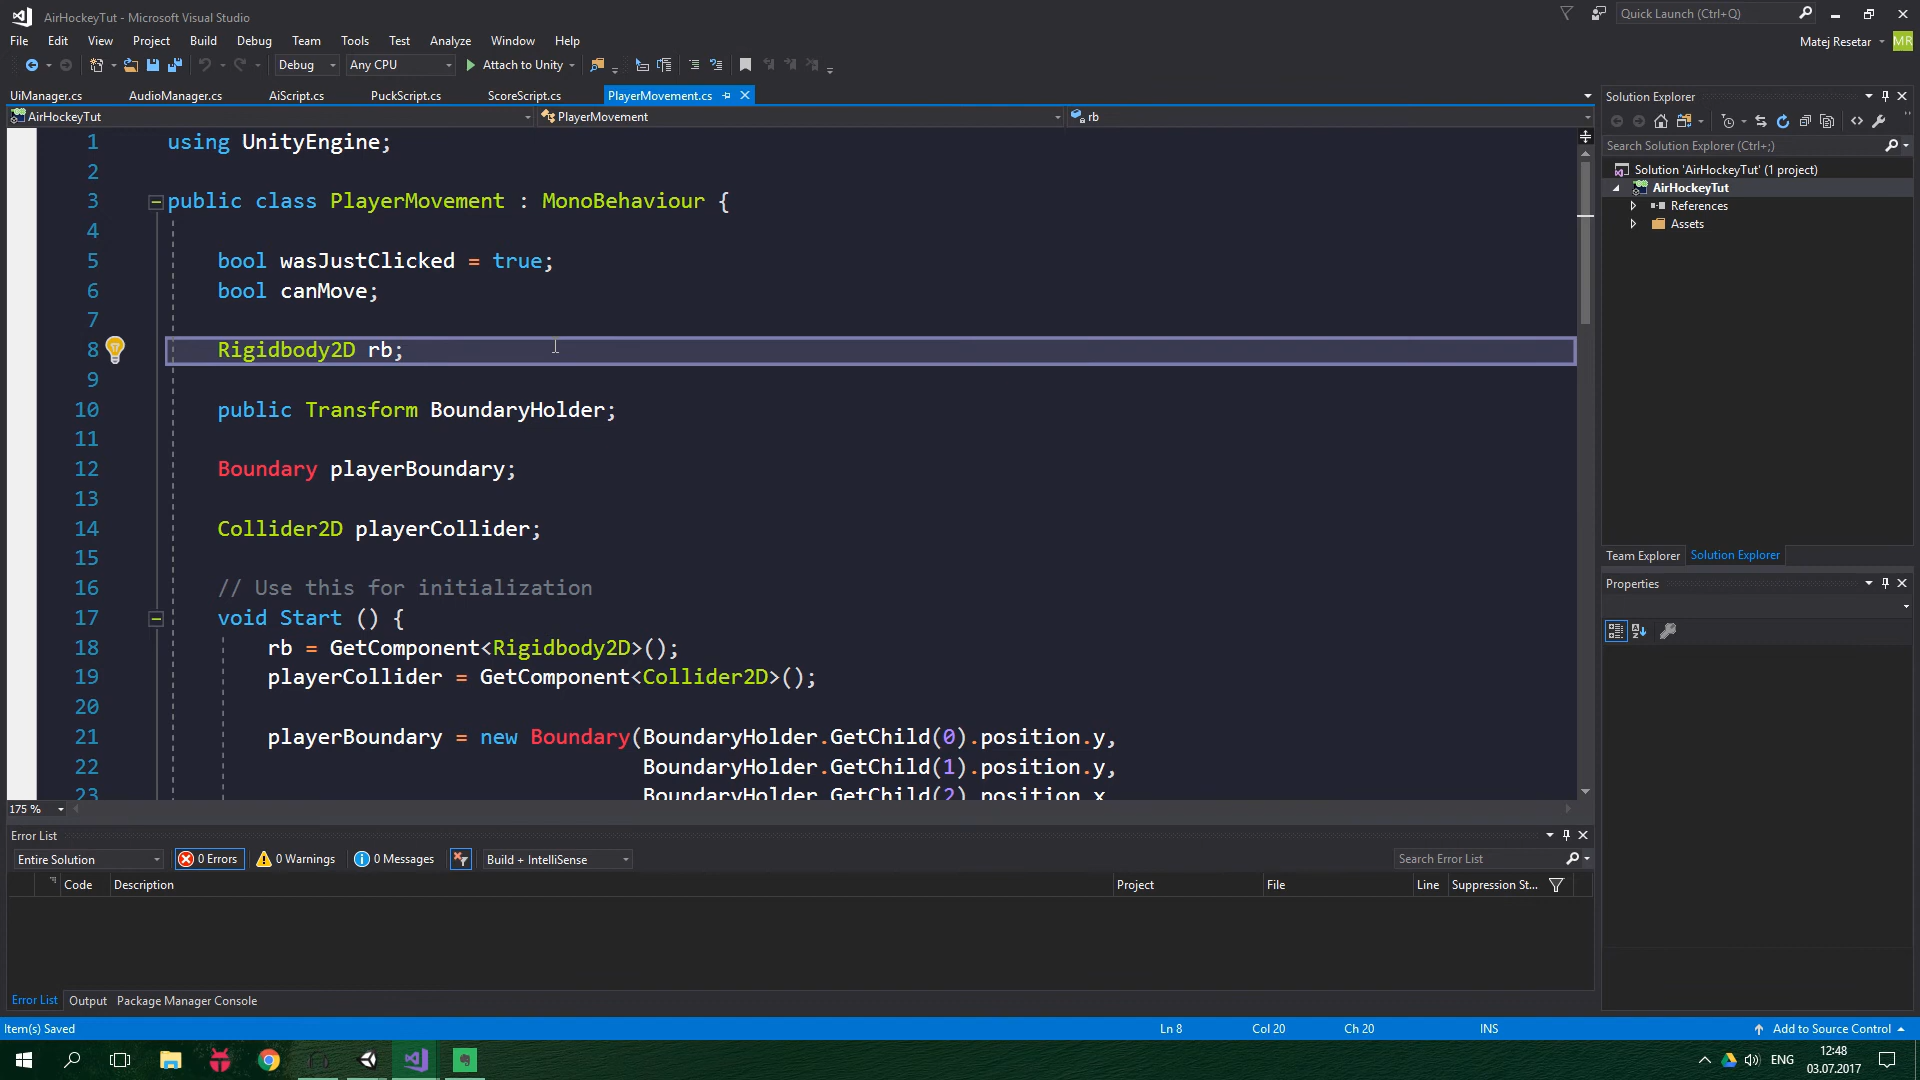 AirHockeyTut - Microsoft Visual Studio
Quick Launch (Ctrl+Q)
File Edit View Project Build Debug Team Tools Test Analyze Window Help
Matej Resetar MR
Debug Any CPU Attach to Unity
UiManager.cs AudioManager.cs AiScript.cs PuckScript.cs ScoreScript.cs PlayerMovement.cs
AirHockeyTut PlayerMovement rb
1 using UnityEngine;
2
3 public class PlayerMovement : MonoBehaviour {
4
5 bool wasJustClicked = true;
6 bool canMove;
7
8 Rigidbody2D rb;
9
10 public Transform BoundaryHolder;
11
12 Boundary playerBoundary;
13
14 Collider2D playerCollider;
15
16 // Use this for initialization
17 void Start () {
18 rb = GetComponent<Rigidbody2D>();
19 playerCollider = GetComponent<Collider2D>();
20
21 playerBoundary = new Boundary(BoundaryHolder.GetChild(0).position.y,
22 BoundaryHolder.GetChild(1).position.y,
23 BoundaryHolder.GetChild(2).position.x
175 %
Solution Explorer
Search Solution Explorer (Ctrl+;)
Solution 'AirHockeyTut' (1 project)
AirHockeyTut
References
Assets
Team Explorer Solution Explorer
Properties
Error List
Entire Solution 0 Errors 0 Warnings 0 Messages Build + IntelliSense Search Error List
Code Description Project File Line Suppression St...
Error List Output Package Manager Console
Item(s) Saved Ln 8 Col 20 Ch 20 INS Add to Source Control
ENG 12:48
03.07.2017